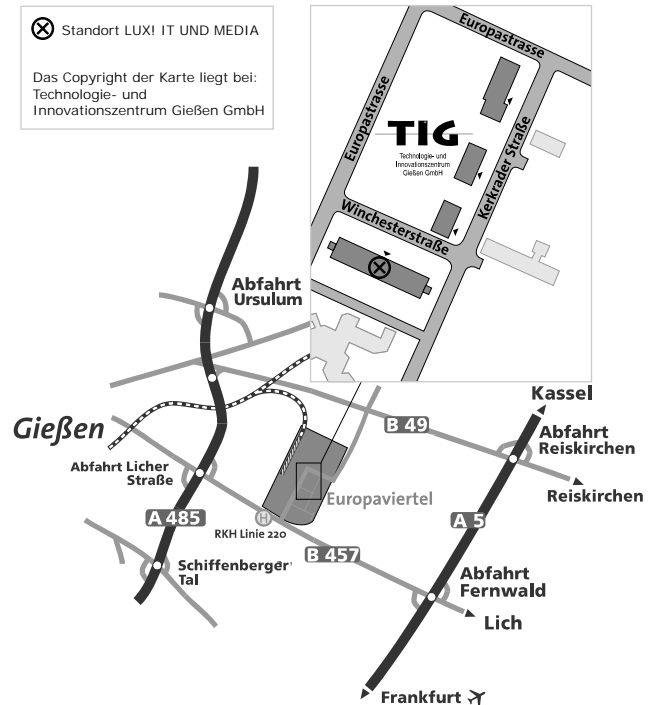 Standort LUX! IT UND MEDIA
Das Copyright der Karte liegt bei:
Technologie- und
Innovationszentrum Gießen GmbH
Europastrasse
Europastrasse
TIG
Technologie- und
Innovationszentrum
Gießen GmbH
Kerkrader Straße
Winchesterstraße
Abfahrt
Ursulum
Gießen
Abfahrt Licher
Straße
A 485
Schiffenberger
Tal
H
RKH Linie 220
Europaviertel
B 49
B 457
Kassel
Abfahrt
Reiskirchen
Reiskirchen
A 5
Abfahrt
Fernwald
Lich
Frankfurt